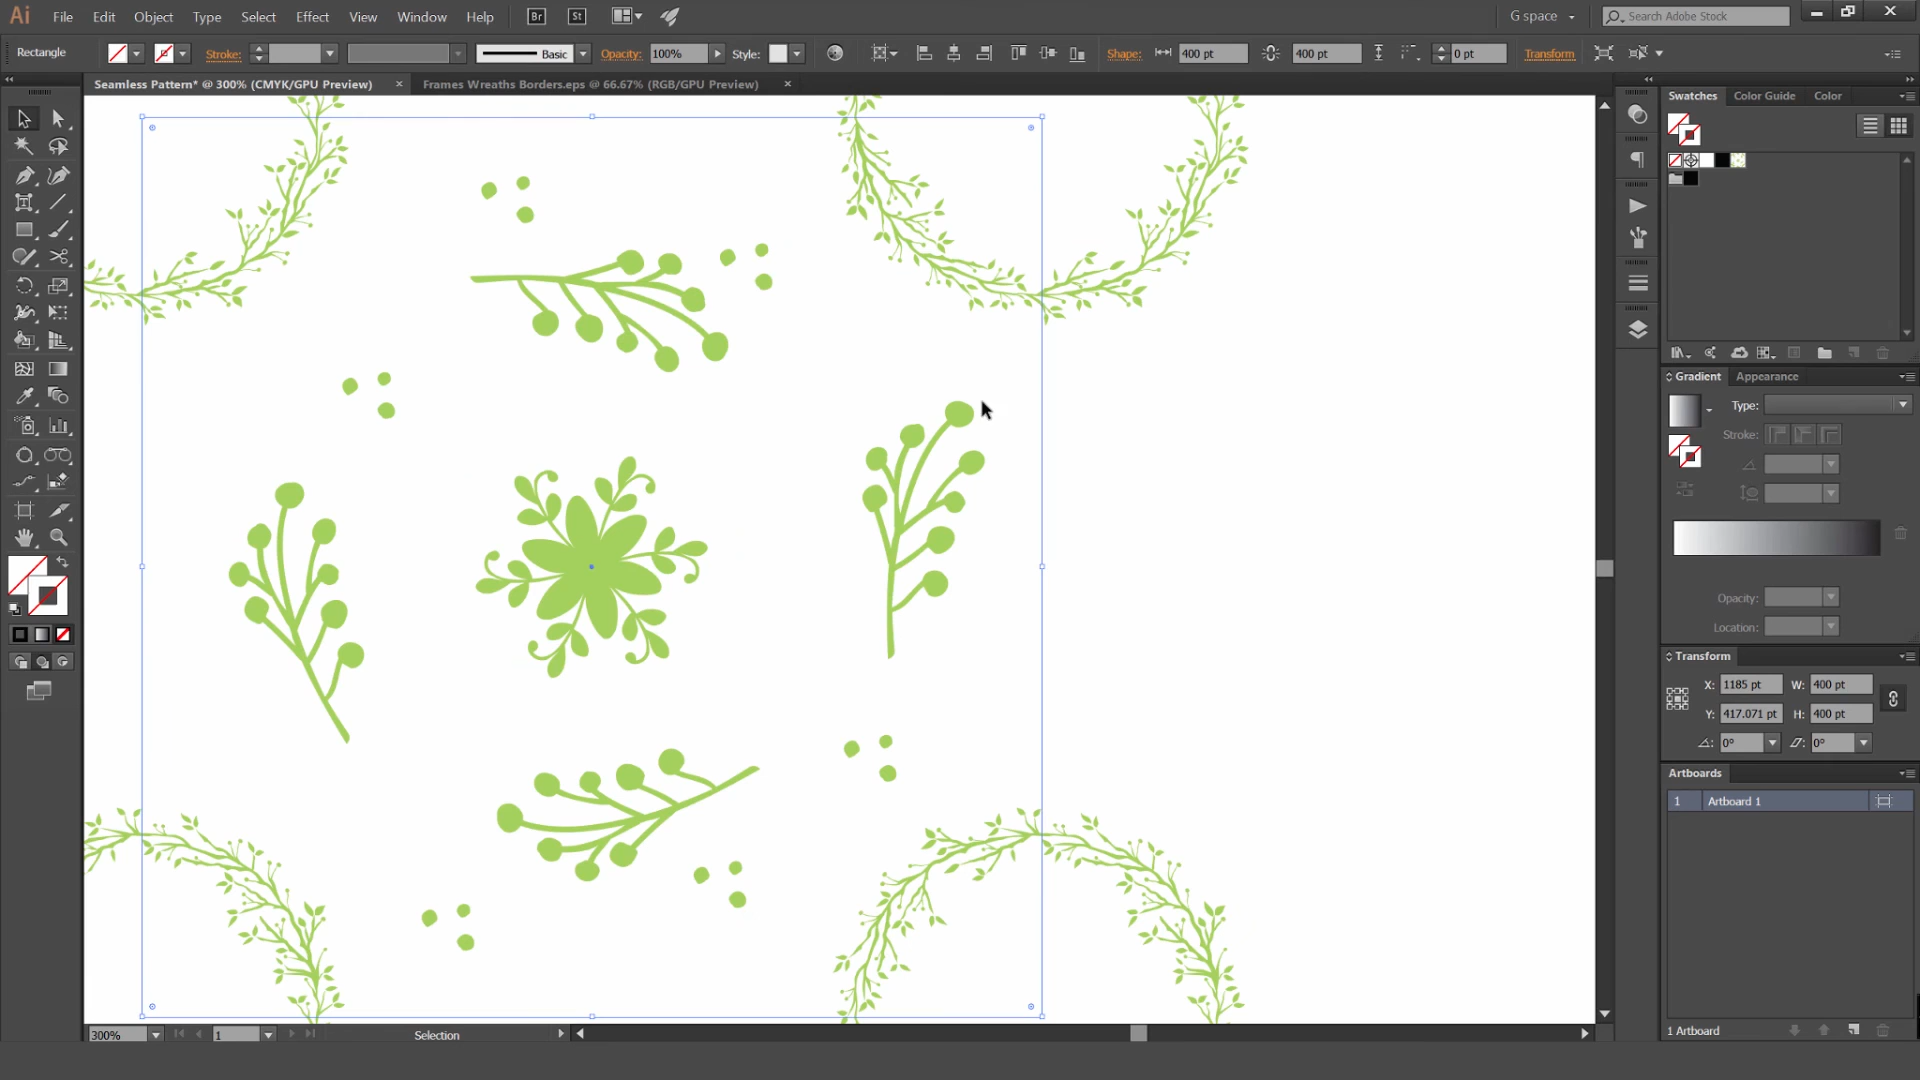 Ai File Edit Object Type Select Effect View Window Help Br St G space Search Adobe Stock
Rectangle Stroke: Basic Opacity: 100% Style: Shape: 400 pt 400 pt 0 pt Transform
Seamless Pattern* @ 300% (CMYK/GPU Preview) × Frames Wreaths Borders.eps @ 66.67% (RGB/GPU Preview) ×
Swatches Color Guide Color
Gradient Appearance
Type:
Stroke:
Opacity:
Location:
Transform
X: 1185 pt W: 400 pt
Y: 417.071 pt H: 400 pt
0° 0°
Artboards
1 Artboard 1
1 Artboard
300% 1 Selection